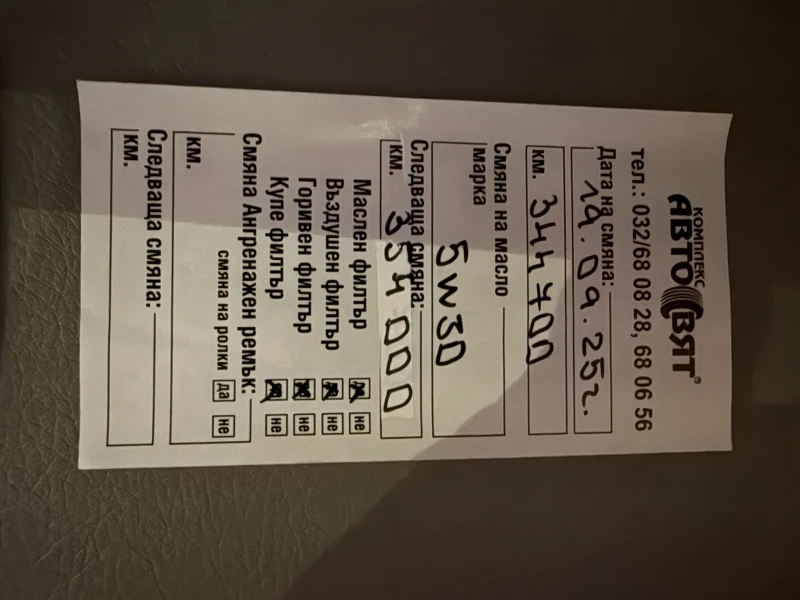 КОМПЛЕКС
АВТО СВЯТ®
тел.: 032/68 08 28, 68 06 56
Дата на смяна:
19.09.25г.
км. 344700
Смяна на масло
марка
5W30
Следваща смяна:
км. 354000
Маслен филтър да не
Въздушен филтър да не
Горивен филтър да не
Купе филтър да не
Смяна Ангренажен ремък:
смяна на ролки да не
км.
Следваща смяна:
км.